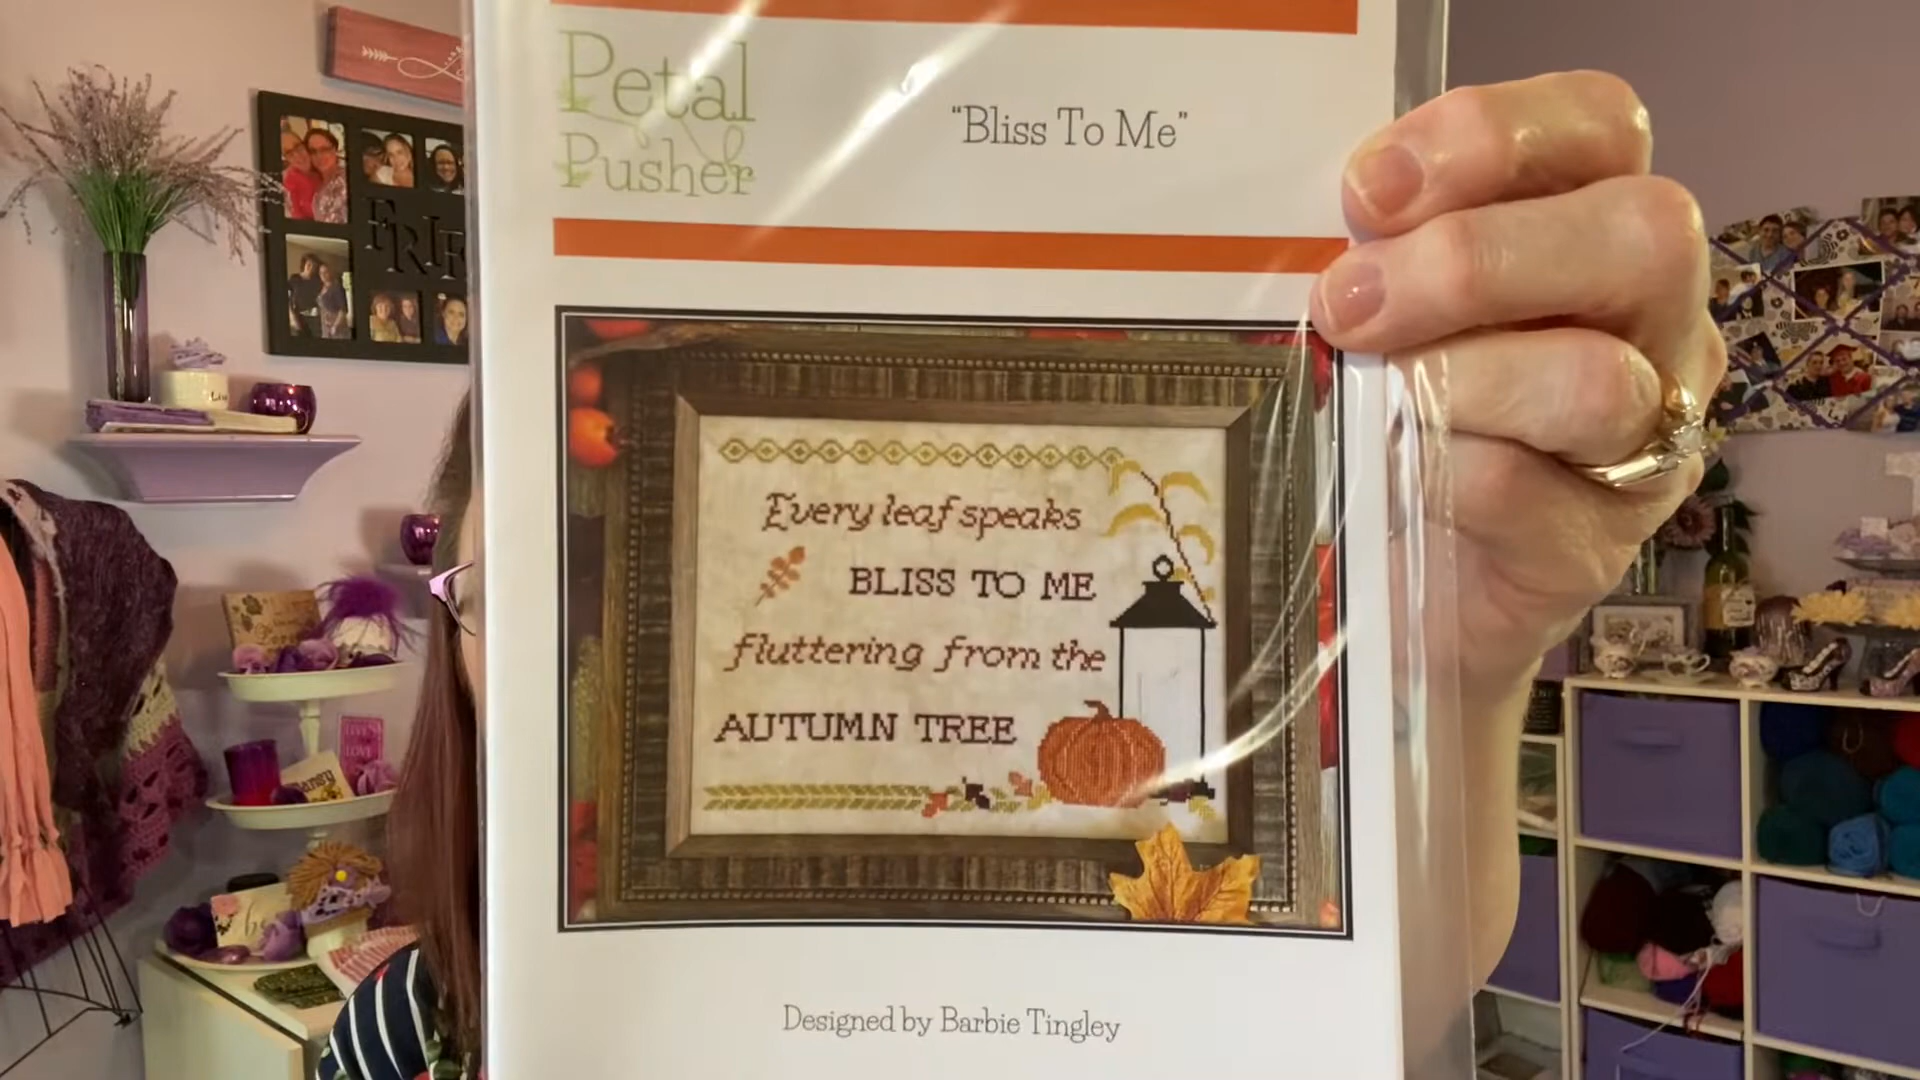 Petal
Pusher
"Bliss To Me"
Every leaf speaks
BLISS TO ME
fluttering from the
AUTUMN TREE
Designed by Barbie Tingley